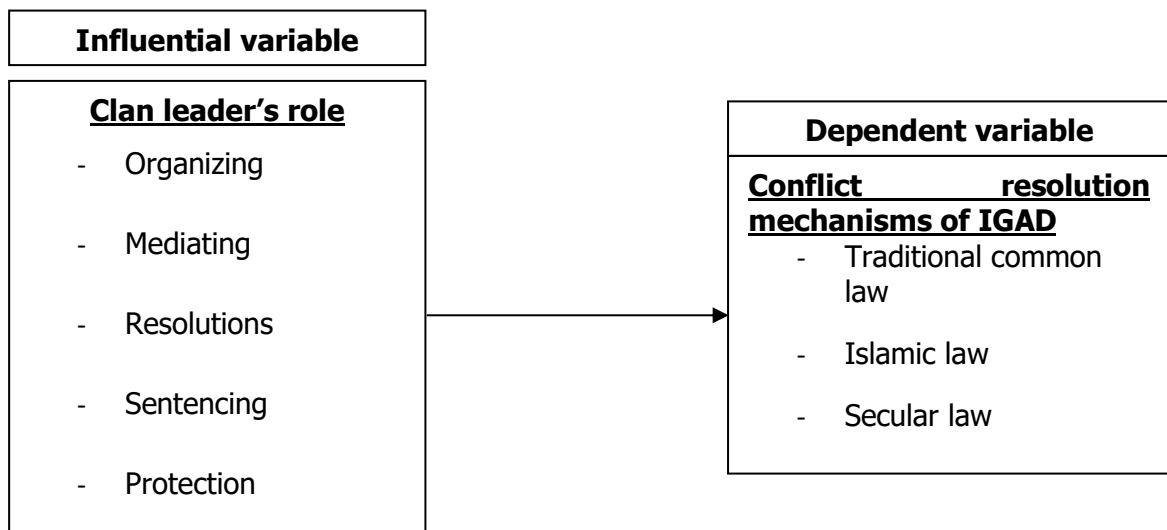 Influential variable
Clan leader’s role
- Organizing
- Mediating
- Resolutions
- Sentencing
- Protection
Dependent variable
Conflict resolution
mechanisms of IGAD
- Traditional common
law
- Islamic law
- Secular law